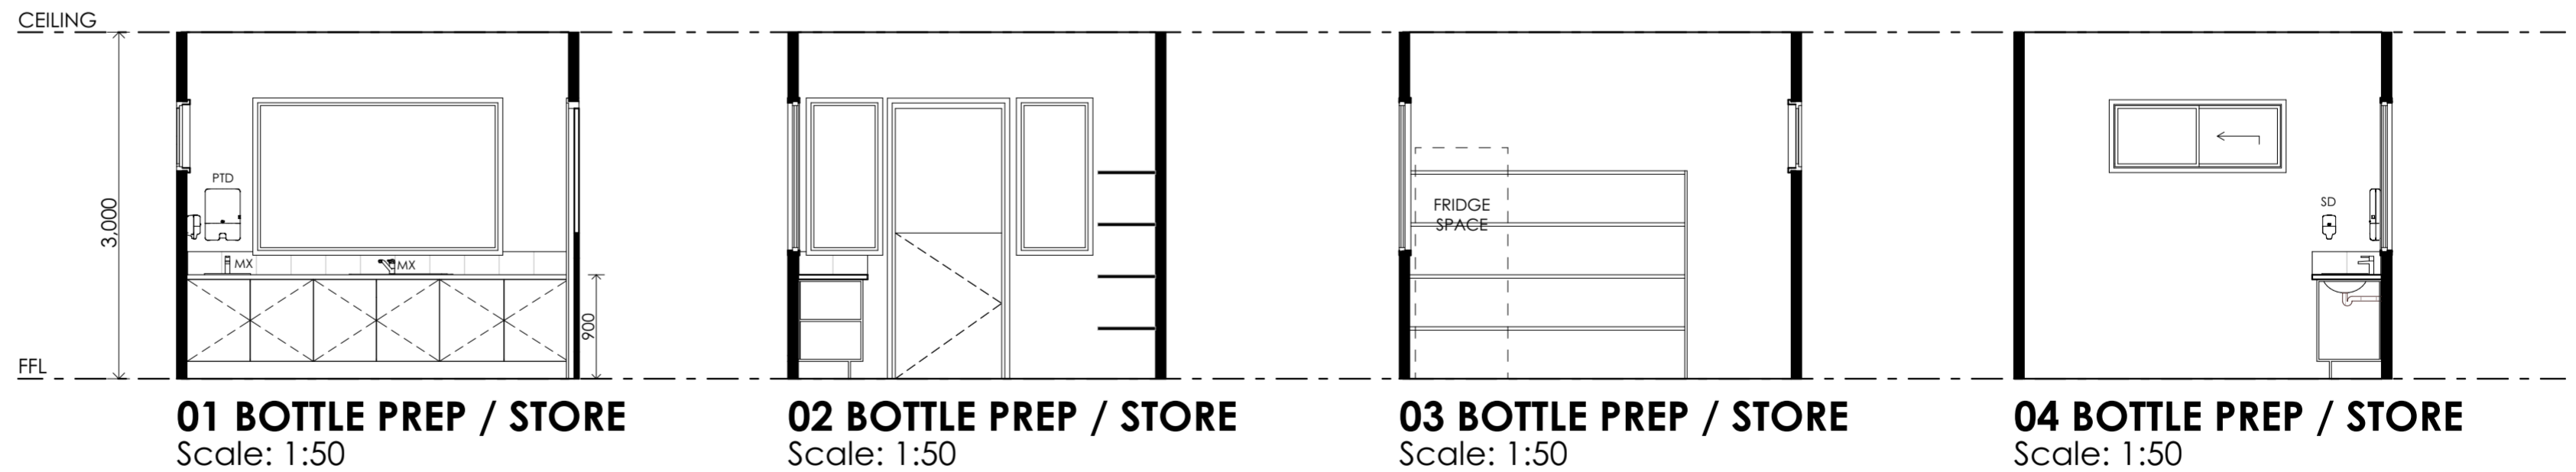 CEILING
3,000
FFL
PTD
MX
MX
900
01 BOTTLE PREP / STORE
Scale: 1:50
02 BOTTLE PREP / STORE
Scale: 1:50
FRIDGE
SPACE
03 BOTTLE PREP / STORE
Scale: 1:50
SD
04 BOTTLE PREP / STORE
Scale: 1:50